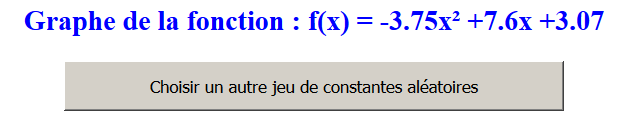 Graphe de la fonction : f(x) = -3.75x² +7.6x +3.07
Choisir un autre jeu de constantes aléatoires